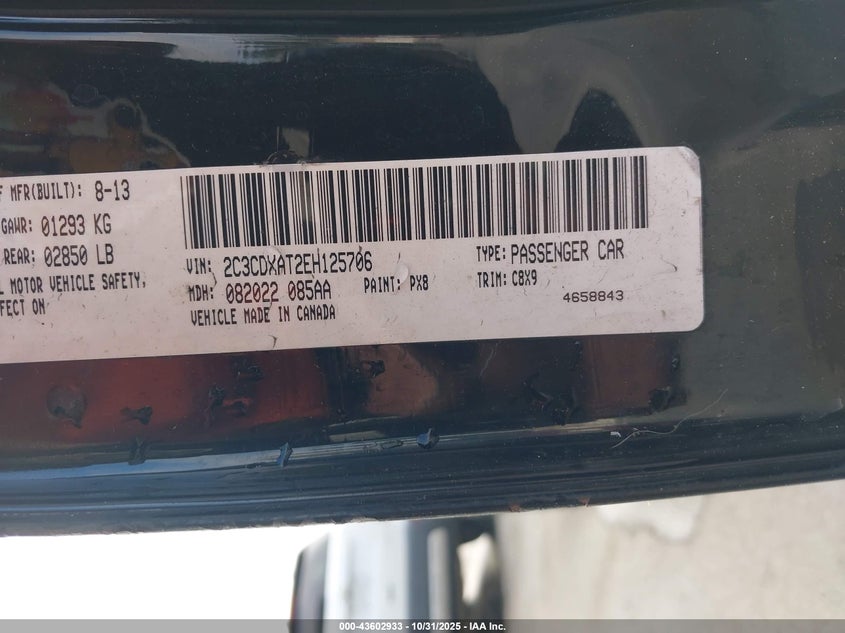 F MFR(BUILT): 8-13
GAWR: 01293 KG
REAR: 02850 LB
L MOTOR VEHICLE SAFETY,
FECT ON
VIN: 2C3CDXAT2EH125706 TYPE: PASSENGER CAR
MDH: 082022 085AA PAINT: PX8 TRIM: C8X9
VEHICLE MADE IN CANADA 4658843
000-43602933 - 10/31/2025 - IAA Inc.